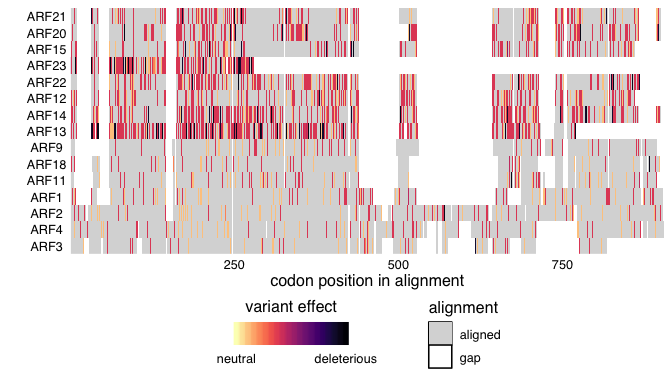 ARF21
ARF20
ARF15
ARF23
ARF22
ARF12
ARF14
ARF13
ARF9
ARF18
ARF11
ARF1
ARF2
ARF4
ARF3
250 500 750
codon position in alignment
variant effect
neutral deleterious
alignment
aligned
gap